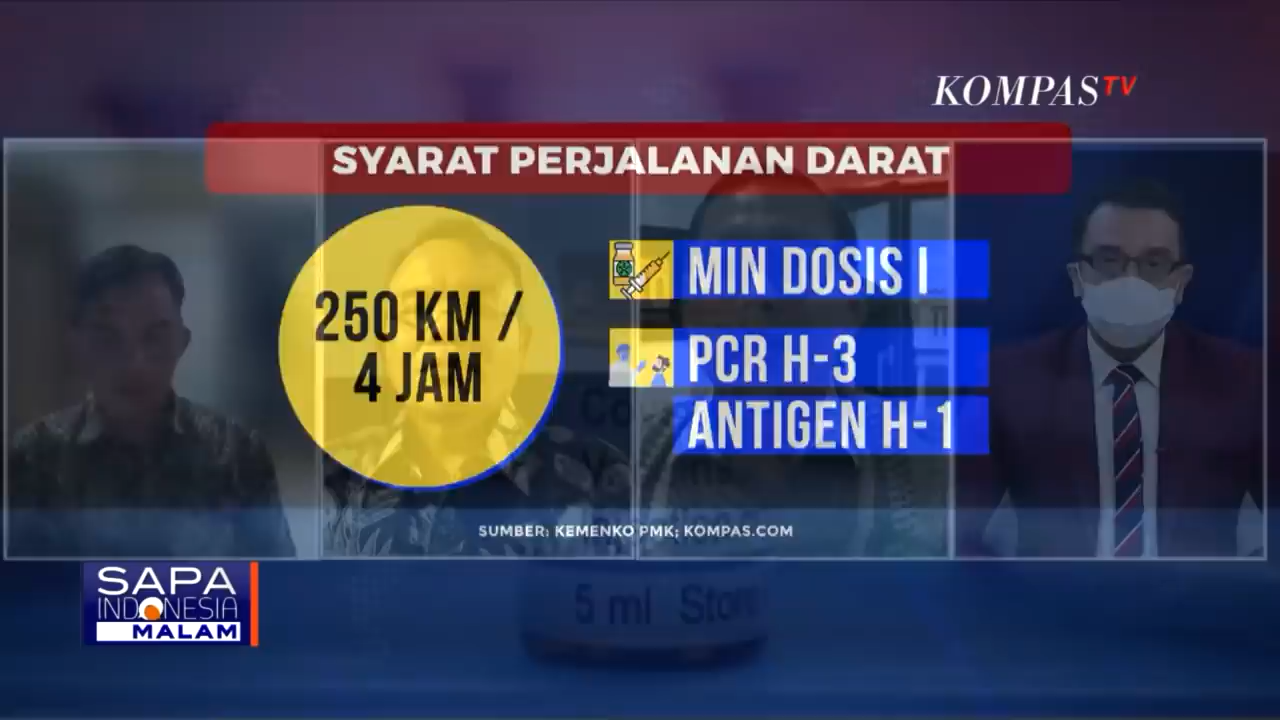 KOMPASTV
SYARAT PERJALANAN DARAT
250 KM /
4 JAM
MIN DOSIS I
PCR H-3
ANTIGEN H-1
SUMBER: KEMENKO PMK; KOMPAS.COM
SAPA
INDONESIA
MALAM
5 ml Store